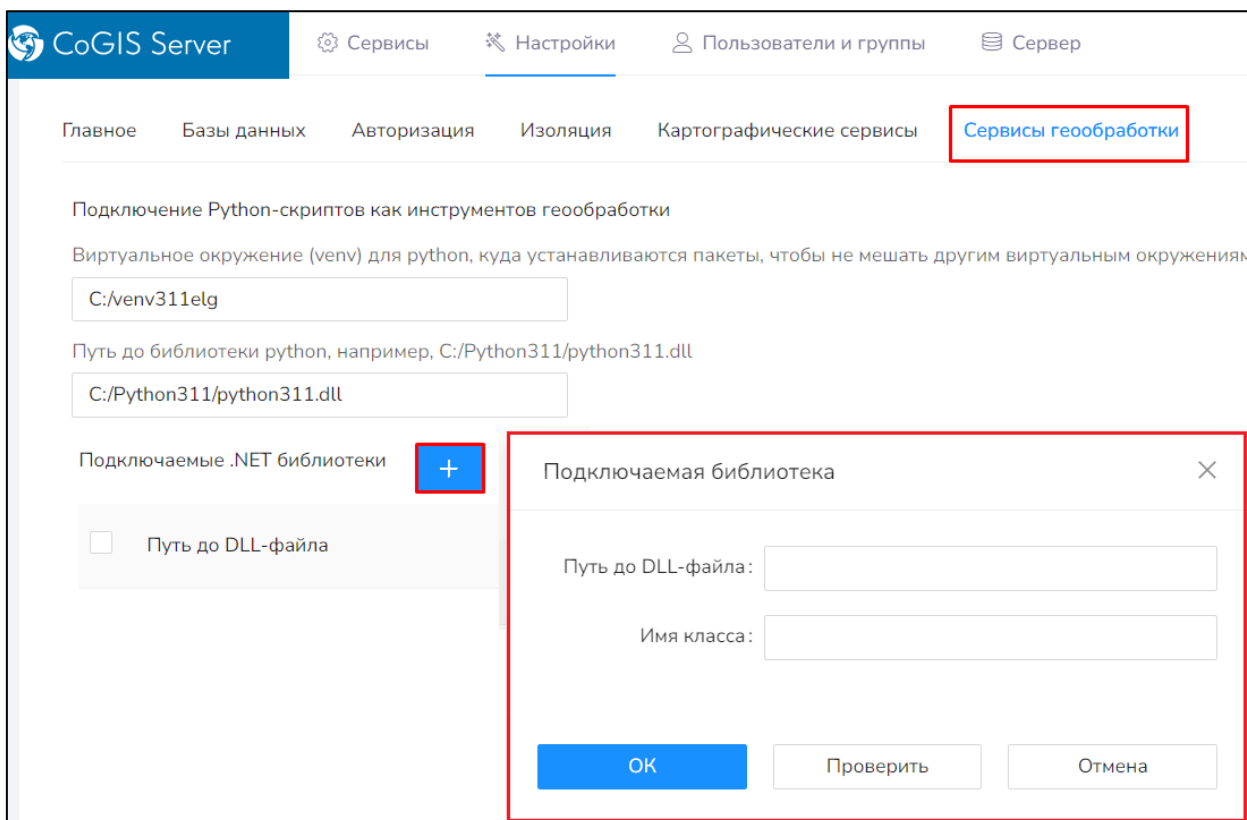 CoGIS Server
Сервисы
Настройки
Пользователи и группы
Сервер
Главное
Базы данных
Авторизация
Изоляция
Картографические сервисы
Сервисы геообработки
Подключение Python-скриптов как инструментов геообработки
Виртуальное окружение (venv) для python, куда устанавливаются пакеты, чтобы не мешать другим виртуальным окружениям
C:/venv311elg
Путь до библиотеки python, например, C:/Python311/python311.dll
C:/Python311/python311.dll
Подключаемые .NET библиотеки
+
Путь до DLL-файла
Подключаемая библиотека
Путь до DLL-файла:
Имя класса:
ОК
Проверить
Отмена